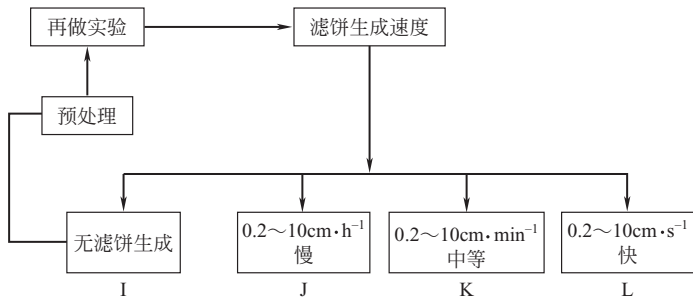 再做实验
滤饼生成速度
预处理
无滤饼生成
0.2～10cm·h⁻¹
慢
0.2～10cm·min⁻¹
中等
0.2～10cm·s⁻¹
快
I
J
K
L